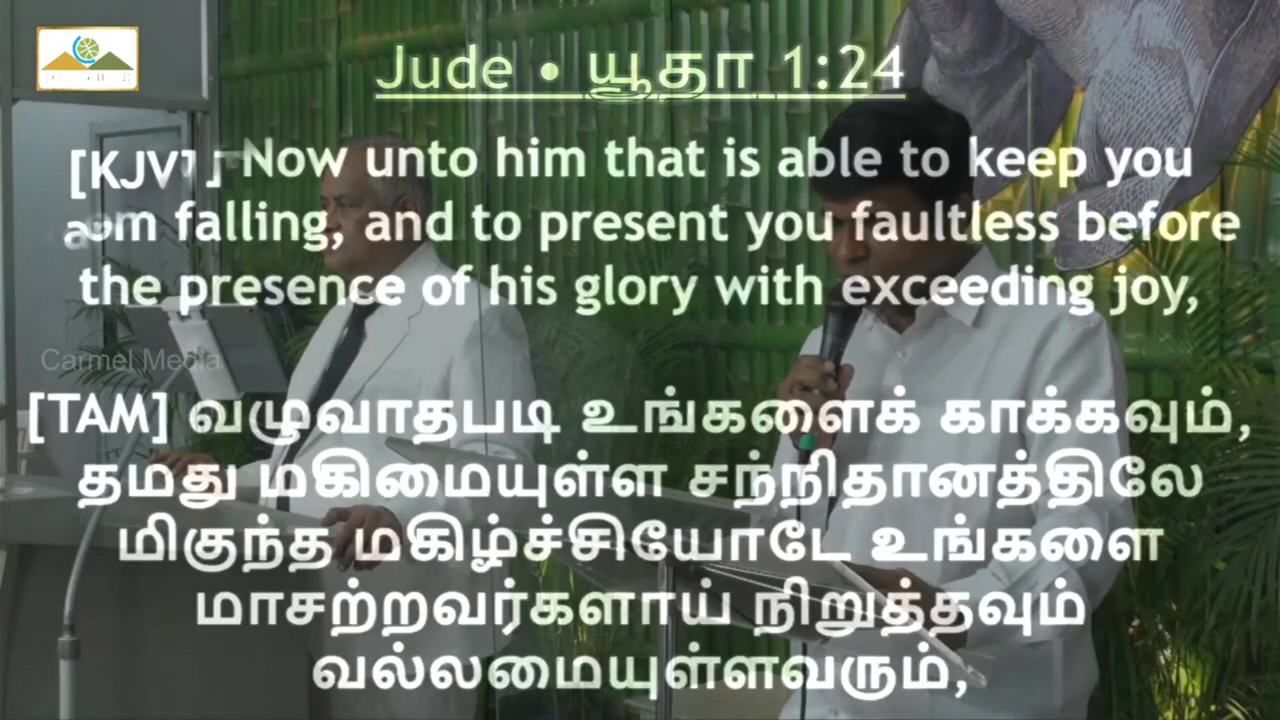 Jude • யூதா 1:24
[KJV] Now unto him that is able to keep you
falling, and to present you faultless before
the presence of his glory with exceeding joy,
Carmel Media
[TAM] வழுவாதபடி உங்களைக் காக்கவும்,
தமது மகிமையுள்ள சந்நிதானத்திலே
மிகுந்த மகிழ்ச்சியோடே உங்களை
மாசற்றவர்களாய் நிறுத்தவும்
வல்லமையுள்ளவரும்,